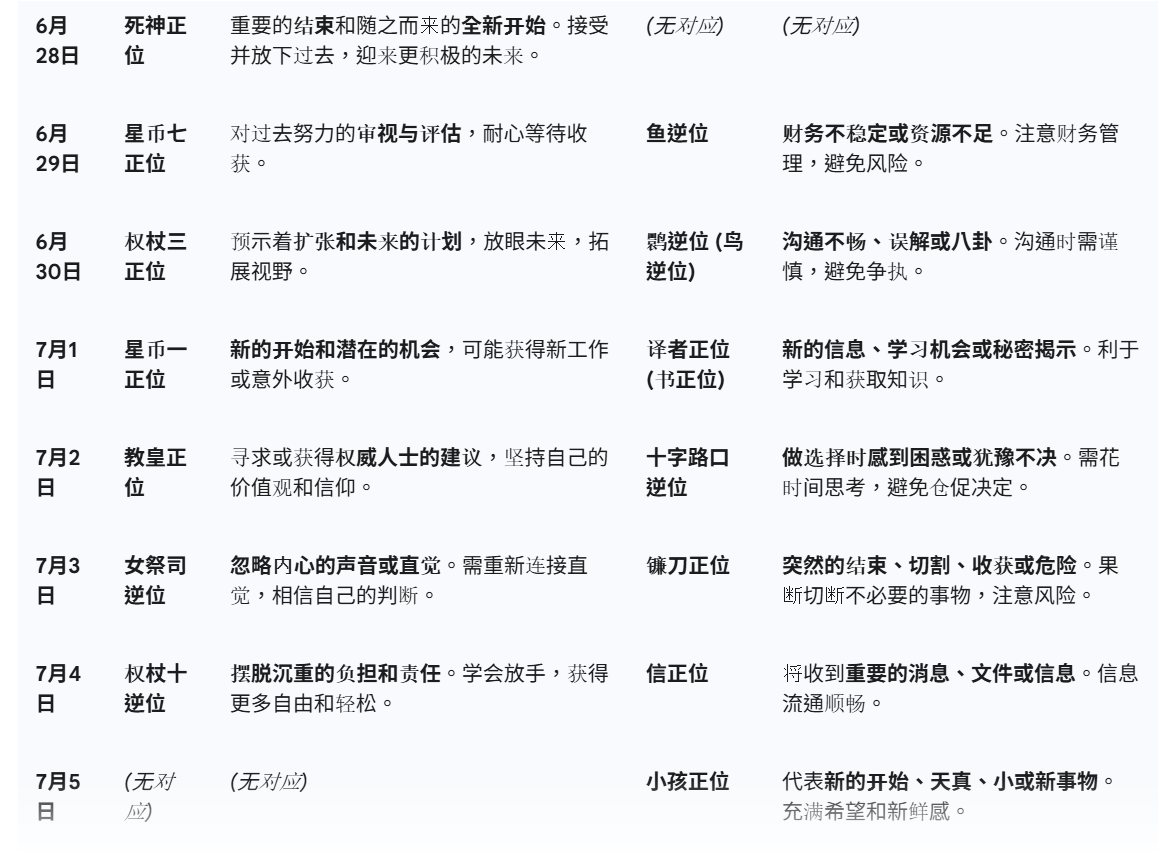 6月 死神正 重要的结束和随之而来的全新开始。接受 (无对应) (无对应)
28日 位 并放下过去，迎来更积极的未来。
6月 星币七 对过去努力的审视与评估，耐心等待收 鱼逆位 财务不稳定或资源不足。注意财务管
29日 正位 获。 理，避免风险。
6月 权杖三 预示着扩张和未来的计划，放眼未来，拓 鹮逆位 (鸟 沟通不畅、误解或八卦。沟通时需谨
30日 正位 展视野。 逆位) 慎，避免争执。
7月1 星币一 新的开始和潜在的机会，可能获得新工作 译者正位 新的信息、学习机会或秘密揭示。利于
日 正位 或意外收获。 (书正位) 学习和获取知识。
7月2 教皇正 寻求或获得权威人士的建议，坚持自己的 十字路口 做选择时感到困惑或犹豫不决。需花
日 位 价值观和信仰。 逆位 时间思考，避免仓促决定。
7月3 女祭司 忽略内心的声音或直觉。需重新连接直 镰刀正位 突然的结束、切割、收获或危险。果
日 逆位 觉，相信自己的判断。 断切断不必要的事物，注意风险。
7月4 权杖十 摆脱沉重的负担和责任。学会放手，获得 信正位 将收到重要的消息、文件或信息。信息
日 逆位 更多自由和轻松。 流通顺畅。
7月5 (无对 (无对应) 小孩正位 代表新的开始、天真、小或新事物。
日 应) 充满希望和新鲜感。